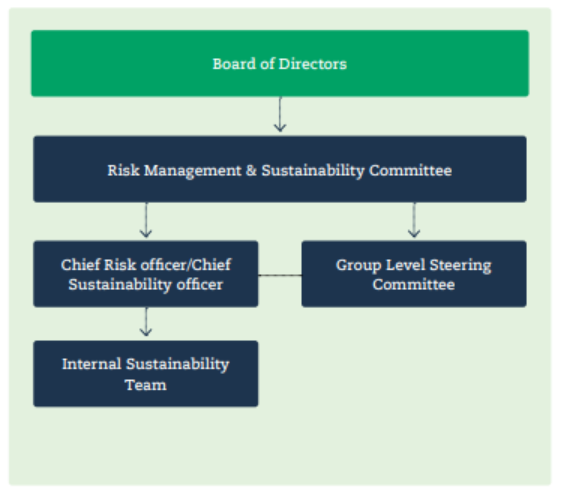 Board of Directors
Risk Management & Sustainability Committee
Chief Risk officer/Chief
Sustainability officer
Group Level Steering
Committee
Internal Sustainability
Team